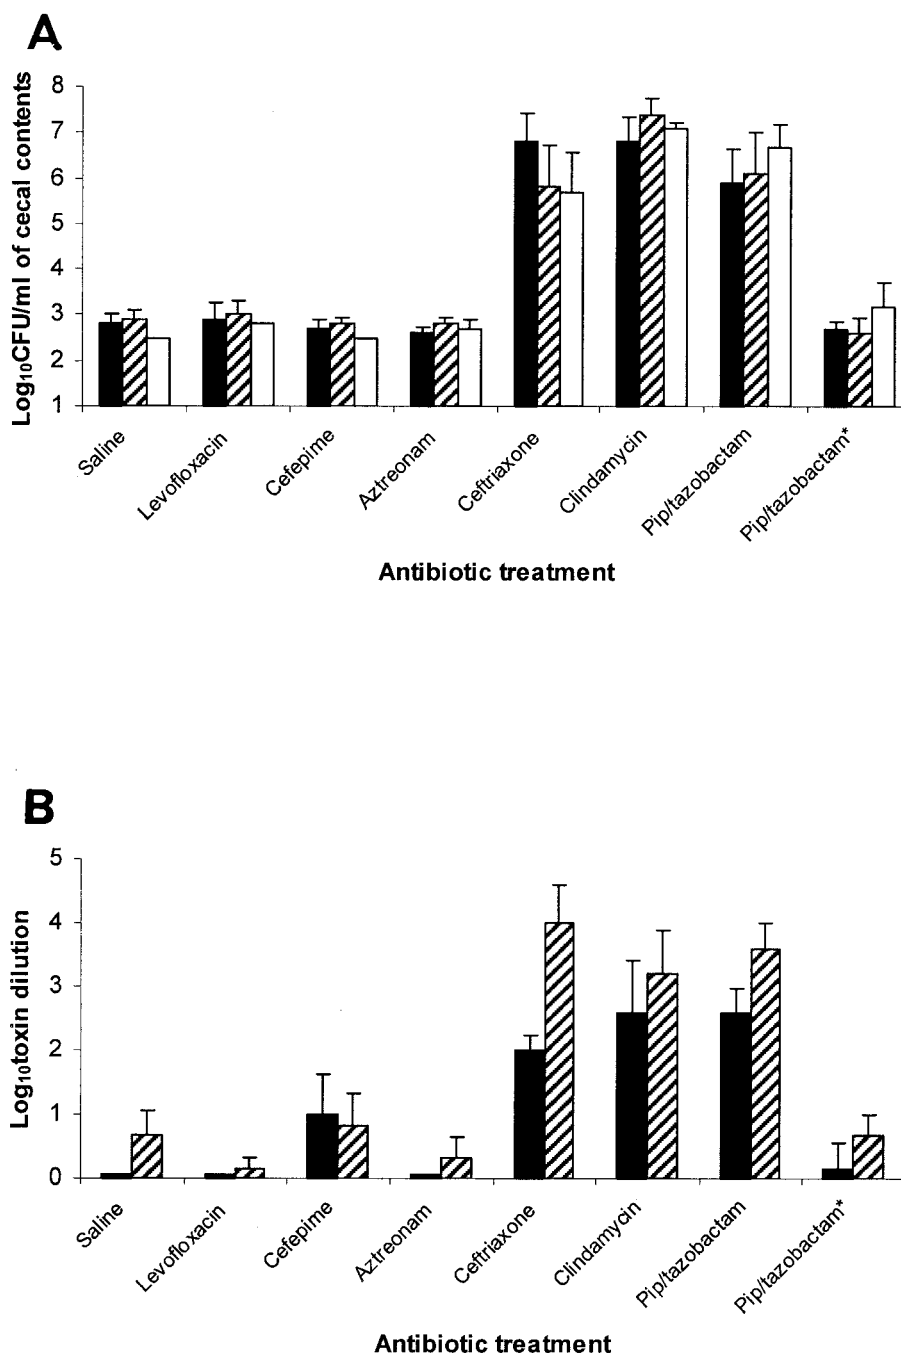 A
Log₁₀CFU/ml of cecal contents
8
7
6
5
4
3
2
1
Saline
Levofloxacin
Cefepime
Aztreonam
Ceftriaxone
Clindamycin
Pip/tazobactam
Pip/tazobactam*
Antibiotic treatment
B
Log₁₀toxin dilution
5
4
3
2
1
0
Saline
Levofloxacin
Cefepime
Aztreonam
Ceftriaxone
Clindamycin
Pip/tazobactam
Pip/tazobactam*
Antibiotic treatment